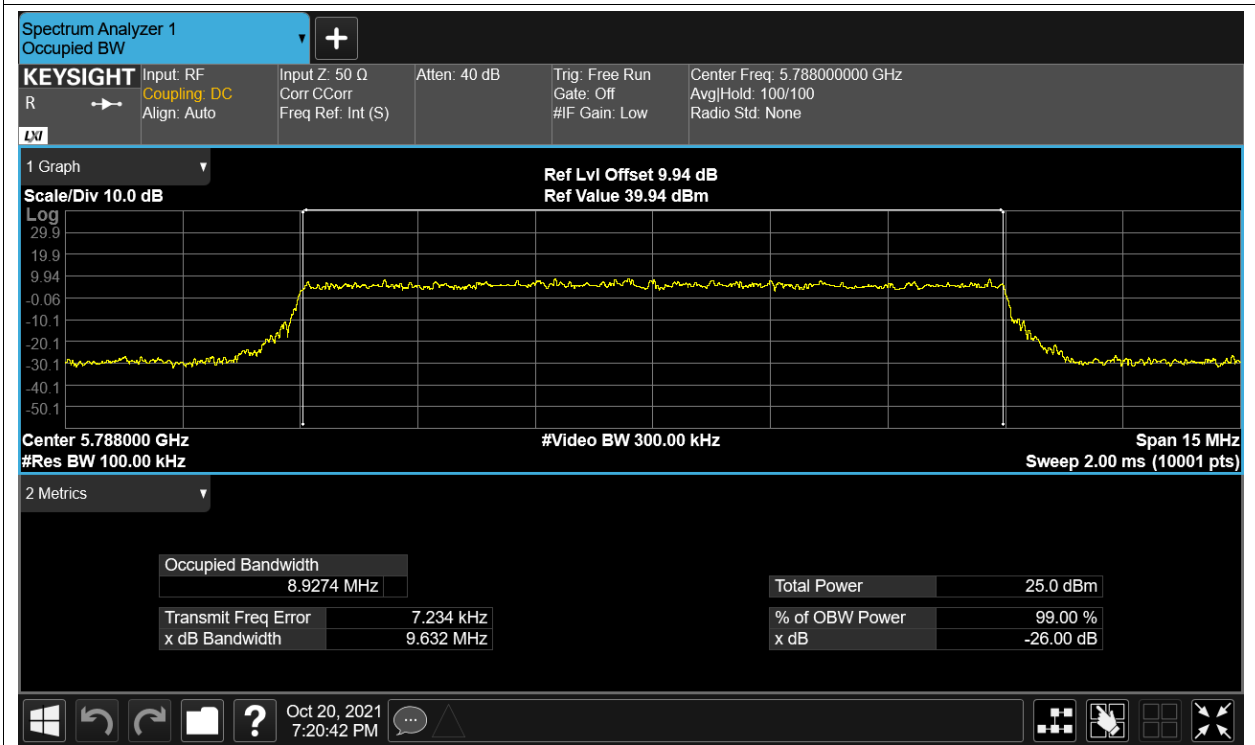 Spectrum Analyzer 1
Occupied BW
KEYSIGHT
R
LXI
Input: RF
Coupling: DC
Align: Auto
Input Z: 50 Ω
Corr CCorr
Freq Ref: Int (S)
Atten: 40 dB
Trig: Free Run
Gate: Off
#IF Gain: Low
Center Freq: 5.788000000 GHz
Avg|Hold: 100/100
Radio Std: None
1 Graph
Scale/Div 10.0 dB
Ref Lvl Offset 9.94 dB
Ref Value 39.94 dBm
Log
29.9
19.9
9.94
-0.06
-10.1
-20.1
-30.1
-40.1
-50.1
Center 5.788000 GHz
#Video BW 300.00 kHz
Span 15 MHz
#Res BW 100.00 kHz
Sweep 2.00 ms (10001 pts)
2 Metrics
Occupied Bandwidth
8.9274 MHz
Total Power 25.0 dBm
Transmit Freq Error 7.234 kHz
% of OBW Power 99.00 %
x dB Bandwidth 9.632 MHz
x dB -26.00 dB
Oct 20, 2021
7:20:42 PM